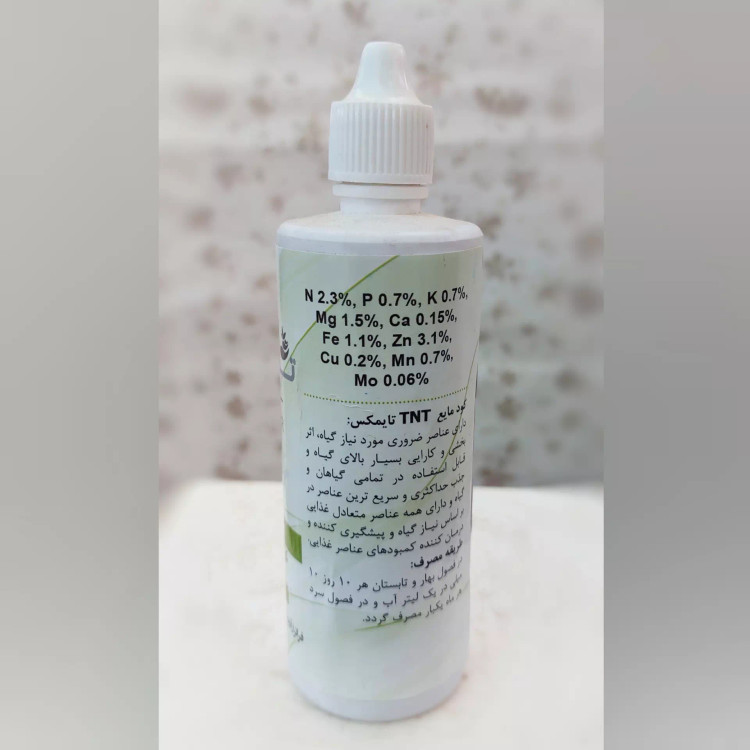 N 2.3%, P 0.7%, K 0.7%,
Mg 1.5%, Ca 0.15%,
Fe 1.1%, Zn 3.1%,
Cu 0.2%, Mn 0.7%,
Mo 0.06%
کود مایع TNT تایمکس:
دارای عناصر ضروری مورد نیاز گیاه، اثر
بخشی و کارایی بسیار بالای گیاه و
قابل استفاده در تمامی گیاهان و
جذب حداکثری و سریع ترین عناصر در
گیاه و دارای همه عناصر متعادل غذایی
بر اساس نیاز گیاه و پیشگیری کننده و
درمان کننده کمبودهای عناصر غذایی.
طریقه مصرف:
در فصول بهار و تابستان هر ۱۰ روز ۱۰
میلی در یک لیتر آب و در فصول سرد
هر ماه یکبار مصرف گردد.